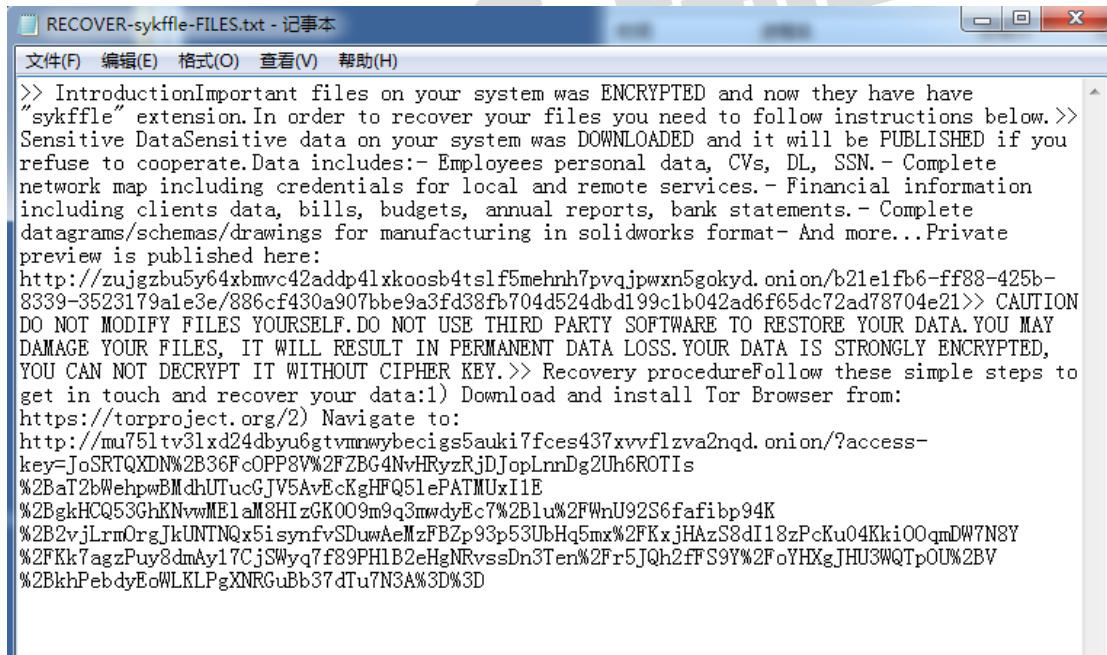 RECOVER-sykffle-FILES.txt - 记事本
文件(F) 编辑(E) 格式(O) 查看(V) 帮助(H)
>> IntroductionImportant files on your system was ENCRYPTED and now they have have
"sykffle" extension.In order to recover your files you need to follow instructions below.>>
Sensitive DataSensitive data on your system was DOWNLOADED and it will be PUBLISHED if you
refuse to cooperate.Data includes:- Employees personal data, CVs, DL, SSN.- Complete
network map including credentials for local and remote services.- Financial information
including clients data, bills, budgets, annual reports, bank statements.- Complete
datagrams/schemas/drawings for manufacturing in solidworks format- And more...Private
preview is published here:
http://zujgzbu5y64xbmvc42addp4lxkoosb4tslf5mehnh7pvqjpwxn5gokyd.onion/b21e1fb6-ff88-425b-
8339-3523179a1e3e/886cf430a907bbe9a3fd38fb704d524dbd199c1b042ad6f65dc72ad78704e21>> CAUTION
DO NOT MODIFY FILES YOURSELF.DO NOT USE THIRD PARTY SOFTWARE TO RESTORE YOUR DATA.YOU MAY
DAMAGE YOUR FILES, IT WILL RESULT IN PERMANENT DATA LOSS.YOUR DATA IS STRONGLY ENCRYPTED,
YOU CAN NOT DECRYPT IT WITHOUT CIPHER KEY.>> Recovery procedureFollow these simple steps to
get in touch and recover your data:1) Download and install Tor Browser from:
https://torproject.org/2) Navigate to:
http://mu75ltv3lxd24dbyu6gtvmnwybecigs5auki7fces437xvvflzva2nqd.onion/?access-
key=JoSRTQXDN%2B36FcOPP8V%2FZBG4NvHRyzRjDJopLnnDg2Uh6ROTIs
%2BaT2bWehpwBMdhUTucGJV5AvEcKgHFQ5lePATMUxI1E
%2BgkHCQ53GhKNvwMElaM8HIzGK0O9m9q3mwdyEc7%2Blu%2FWnU92S6fafibp94K
%2B2vjLrmOrgJkUNTNQx5isynfvSDuwAeMzFBZp93p53UbHq5mx%2FKxjHAzS8dI18zPcKu04KkiOOqmDW7N8Y
%2FKk7agzPuy8dmAy17CjSWyq7f89PHlB2eHgNRvssDn3Ten%2Fr5JQh2fFS9Y%2FoYHXgJHU3WQTpOU%2BV
%2BkhPebdyEoWLKLPgXNRGuBb37dTu7N3A%3D%3D